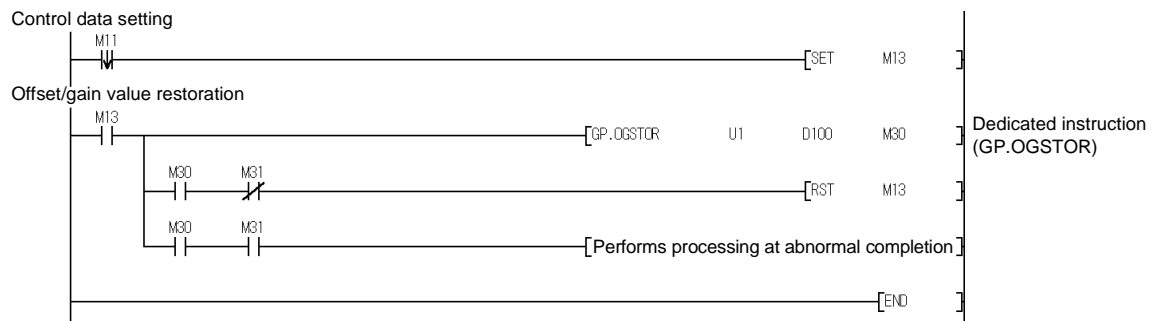 Control data setting
M11
SET M13
Offset/gain value restoration
M13
GP.OGSTOR U1 D100 M30
Dedicated instruction
(GP.OGSTOR)
M30 M31
RST M13
M30 M31
Performs processing at abnormal completion
END